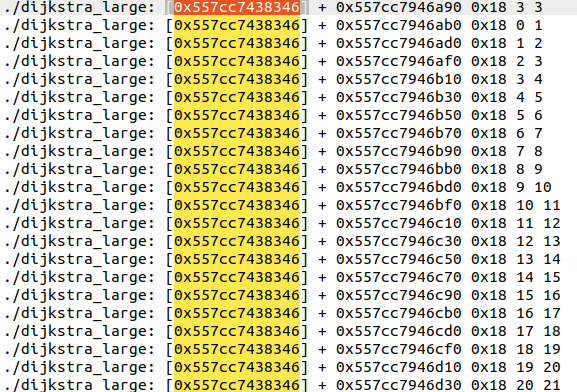 ./dijkstra_large: [0x557cc7438346] + 0x557cc7946a90 0x18 3 3
./dijkstra_large: [0x557cc7438346] + 0x557cc7946ab0 0x18 0 1
./dijkstra_large: [0x557cc7438346] + 0x557cc7946ad0 0x18 1 2
./dijkstra_large: [0x557cc7438346] + 0x557cc7946af0 0x18 2 3
./dijkstra_large: [0x557cc7438346] + 0x557cc7946b10 0x18 3 4
./dijkstra_large: [0x557cc7438346] + 0x557cc7946b30 0x18 4 5
./dijkstra_large: [0x557cc7438346] + 0x557cc7946b50 0x18 5 6
./dijkstra_large: [0x557cc7438346] + 0x557cc7946b70 0x18 6 7
./dijkstra_large: [0x557cc7438346] + 0x557cc7946b90 0x18 7 8
./dijkstra_large: [0x557cc7438346] + 0x557cc7946bb0 0x18 8 9
./dijkstra_large: [0x557cc7438346] + 0x557cc7946bd0 0x18 9 10
./dijkstra_large: [0x557cc7438346] + 0x557cc7946bf0 0x18 10 11
./dijkstra_large: [0x557cc7438346] + 0x557cc7946c10 0x18 11 12
./dijkstra_large: [0x557cc7438346] + 0x557cc7946c30 0x18 12 13
./dijkstra_large: [0x557cc7438346] + 0x557cc7946c50 0x18 13 14
./dijkstra_large: [0x557cc7438346] + 0x557cc7946c70 0x18 14 15
./dijkstra_large: [0x557cc7438346] + 0x557cc7946c90 0x18 15 16
./dijkstra_large: [0x557cc7438346] + 0x557cc7946cb0 0x18 16 17
./dijkstra_large: [0x557cc7438346] + 0x557cc7946cd0 0x18 17 18
./dijkstra_large: [0x557cc7438346] + 0x557cc7946cf0 0x18 18 19
./dijkstra_large: [0x557cc7438346] + 0x557cc7946d10 0x18 19 20
./dijkstra_large: [0x557cc7438346] + 0x557cc7946d30 0x18 20 21